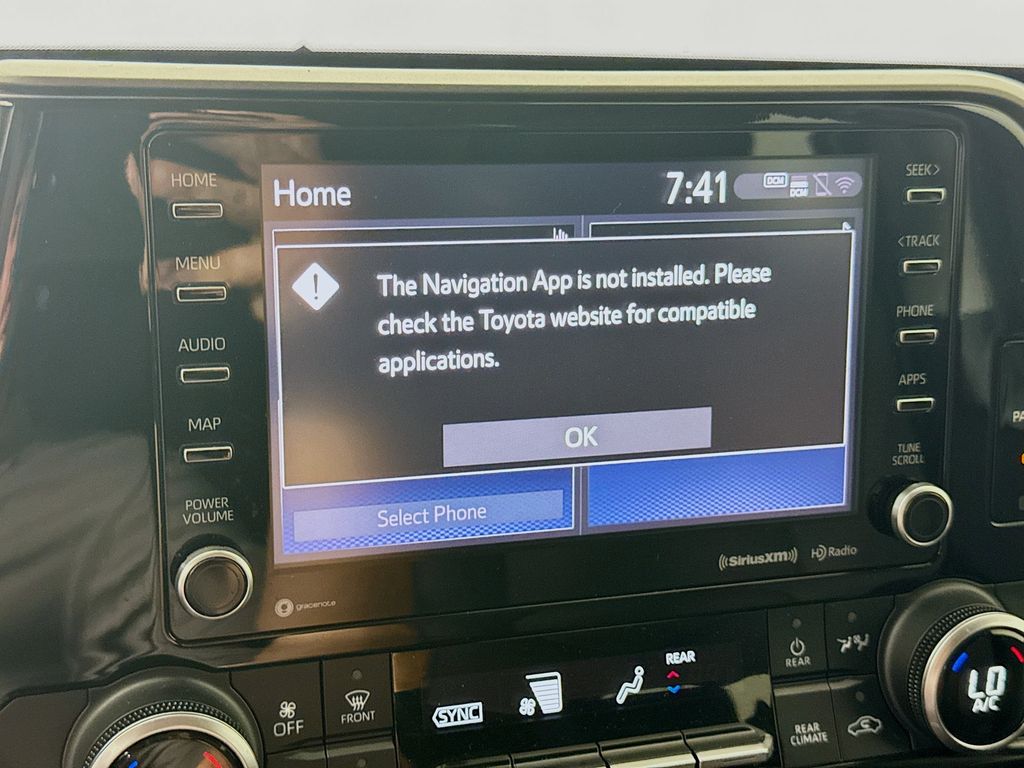 HOME
MENU
AUDIO
MAP
POWER
VOLUME
Home
7:41
DCM
DCM
The Navigation App is not installed. Please
check the Toyota website for compatible
applications.
OK
Select Phone
SEEK>
<TRACK
PHONE
APPS
TUNE
SCROLL
gracenote
SiriusXM
HD Radio
OFF
FRONT
SYNC
REAR
REAR
REAR
CLIMATE
LO
A/C